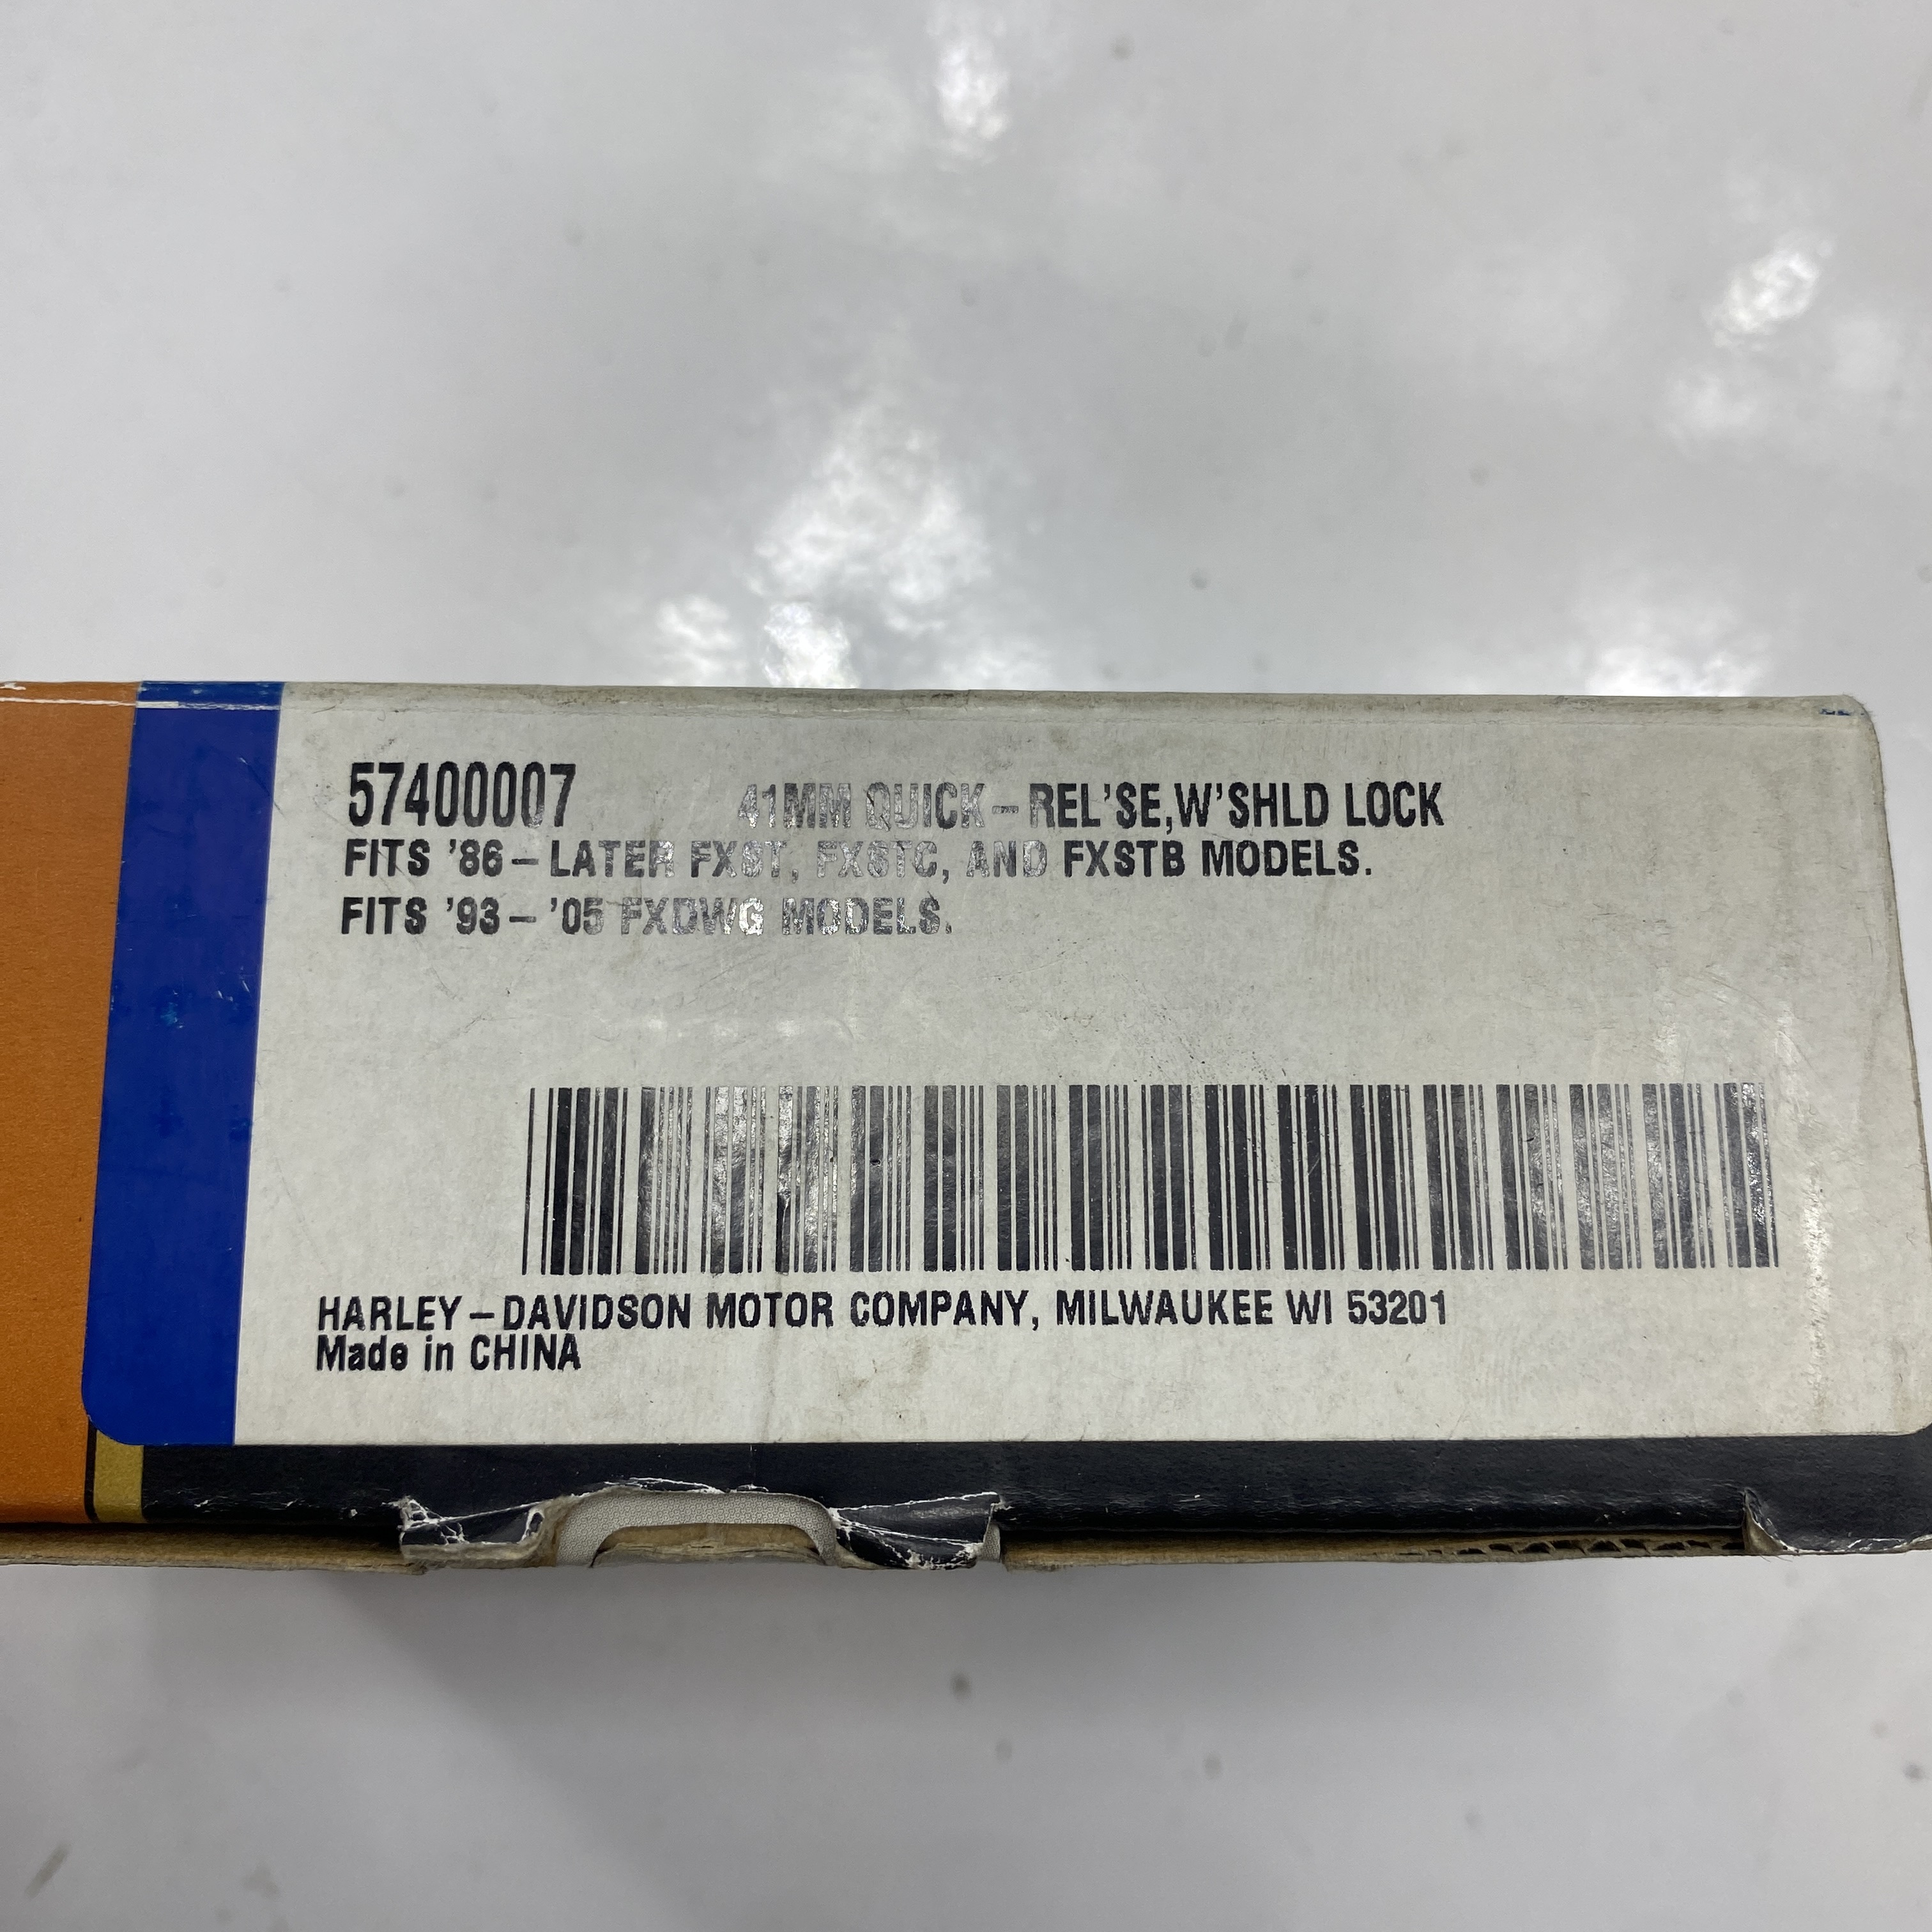 57400007 41MM QUICK-REL'SE,W'SHLD LOCK
FITS '86-LATER FXST, FXSTC, AND FXSTB MODELS.
FITS '93-'05 FXDWG MODELS.
HARLEY-DAVIDSON MOTOR COMPANY, MILWAUKEE WI 53201
Made in CHINA